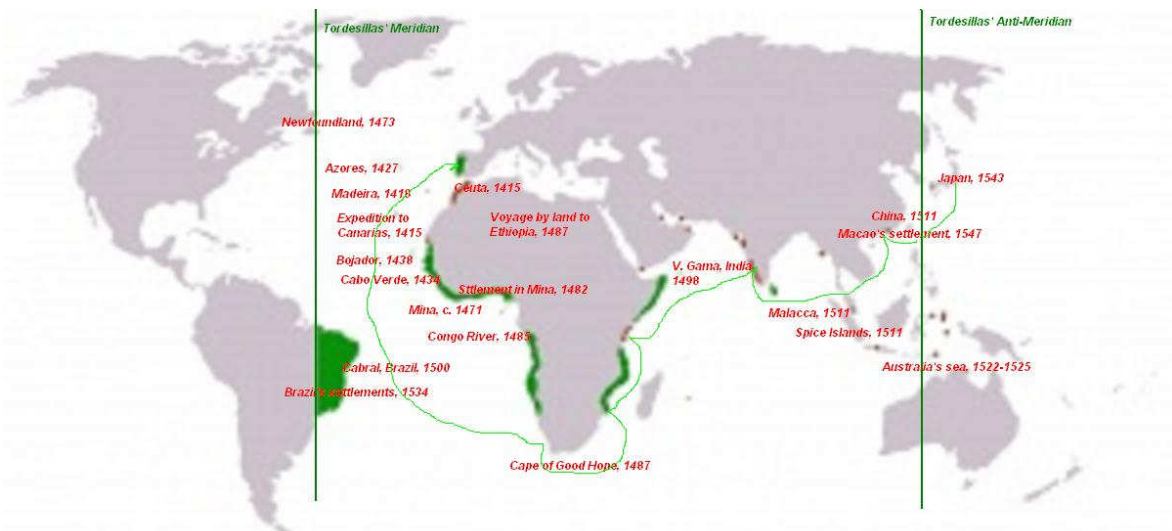 Tordesillas' Meridian
Tordesillas' Anti-Meridian
Newfoundland, 1473
Azores, 1427
Ceuta, 1415
Japan, 1543
Madeira, 1418
Expedition to
Canarias, 1415
Voyage by land to
Ethiopia, 1487
China, 1511
Macao's settlement, 1547
Bojador, 1438
V. Gama, India
1498
Cabo Verde, 1434
Sttlement in Mina, 1482
Mina, c. 1471
Malacca, 1511
Congo River, 1485
Spice Islands, 1511
Cabral, Brazil, 1500
Australia's sea, 1522-1525
Brazil's settlements, 1534
Cape of Good Hope, 1487